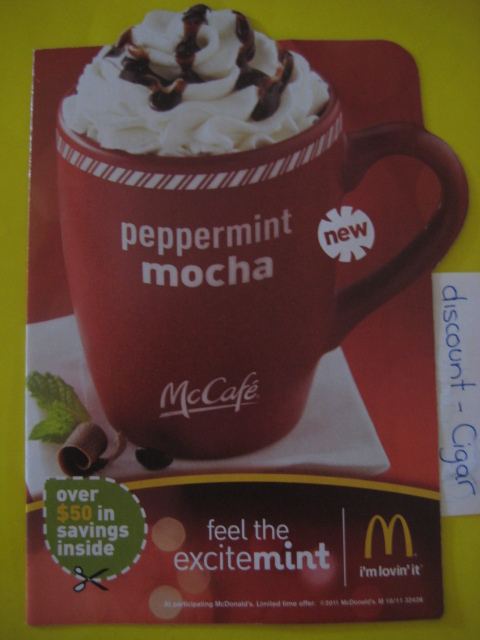 peppermint
mocha
new
McCafé®
over
$50 in
savings
inside
feel the
excitemint
i'm lovin' it
At participating McDonald's. Limited time offer. ©2011 McDonald's. M 10/11
discount - Cigar